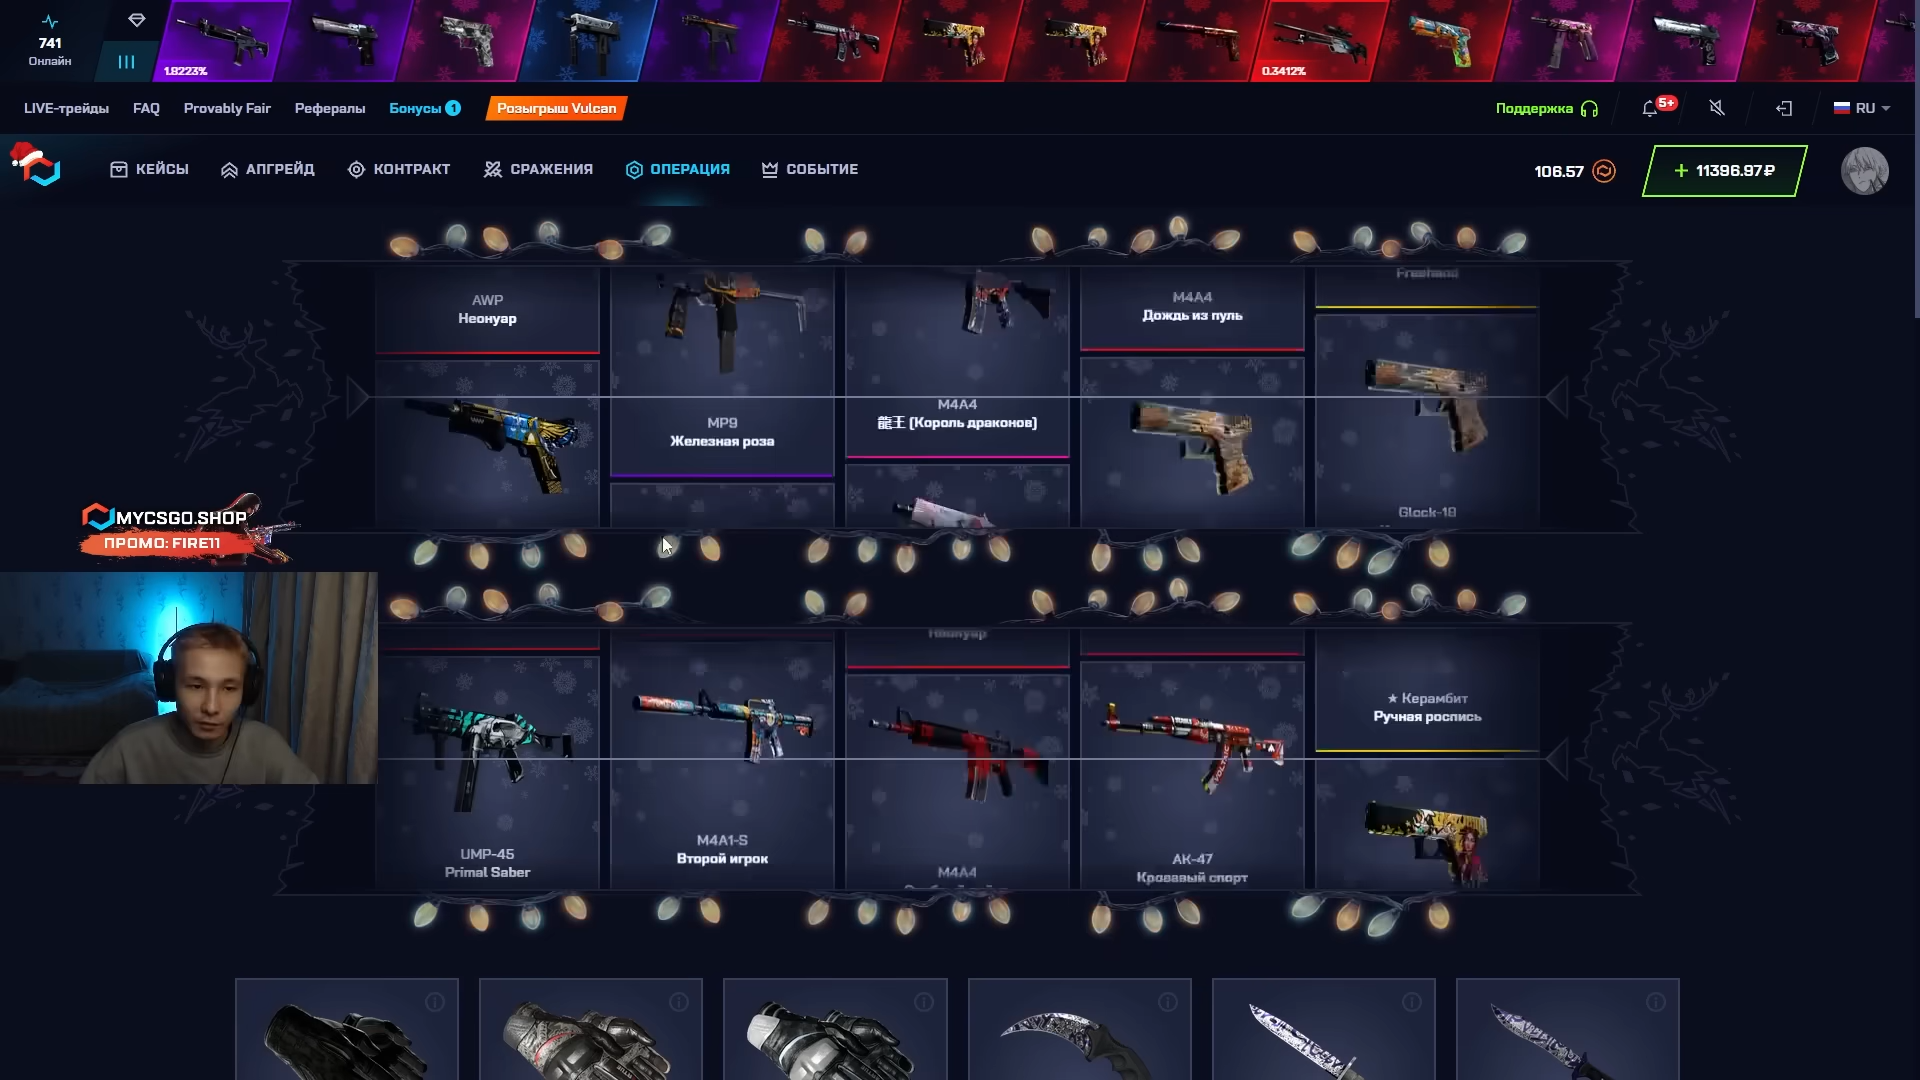 741
Онлайн
1.8223%
0.3412%
LIVE-трейды
FAQ
Provably Fair
Рефералы
Бонусы 1
Розыгрыш Vulcan
Поддержка
5+
RU
КЕЙСЫ
АПГРЕЙД
КОНТРАКТ
СРАЖЕНИЯ
ОПЕРАЦИЯ
СОБЫТИЕ
106.57
+ 11396.97₽
AWP
Неонуар
MP9
Железная роза
M4A4
龍王 (Король драконов)
M4A4
Дождь из пуль
Freehand
Glock-18
MYCSGO.SHOP
ПРОМО: FIRE11
UMP-45
Primal Saber
M4A1-S
Второй игрок
Неонуар
M4A4
АК-47
Кровавый спорт
★ Керамбит
Ручная роспись